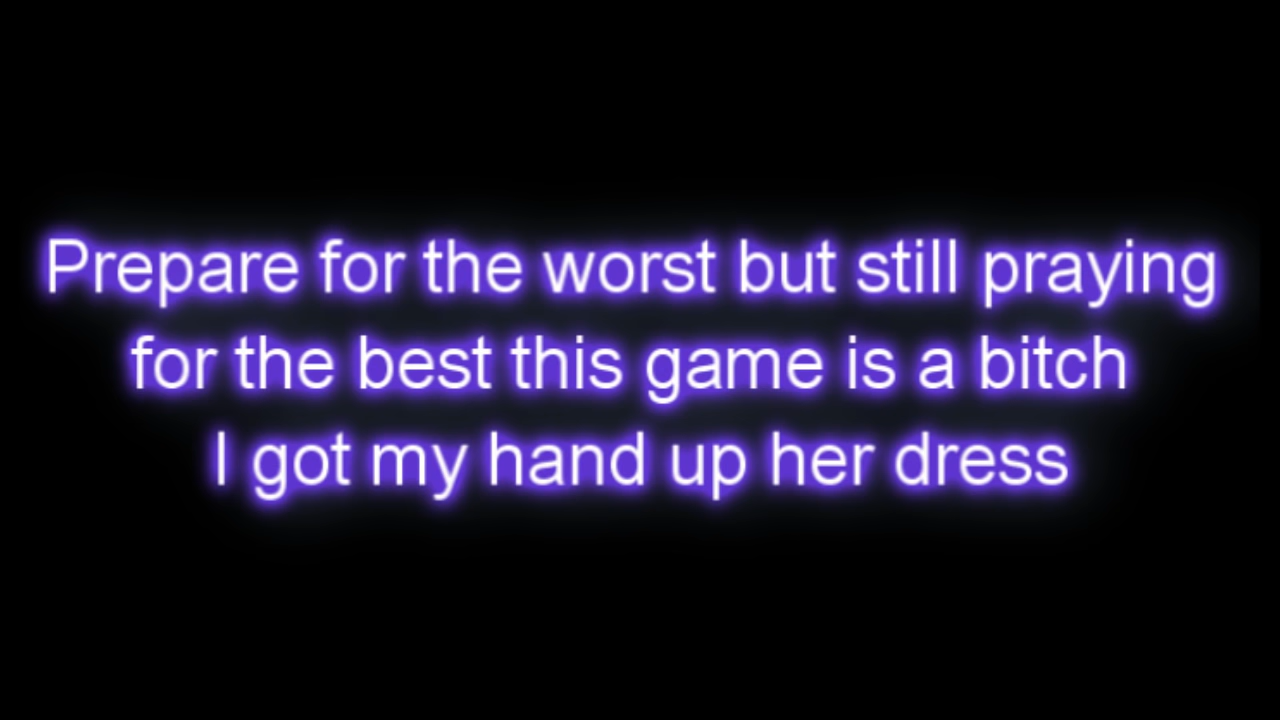 Prepare for the worst but still praying
for the best this game is a bitch
I got my hand up her dress